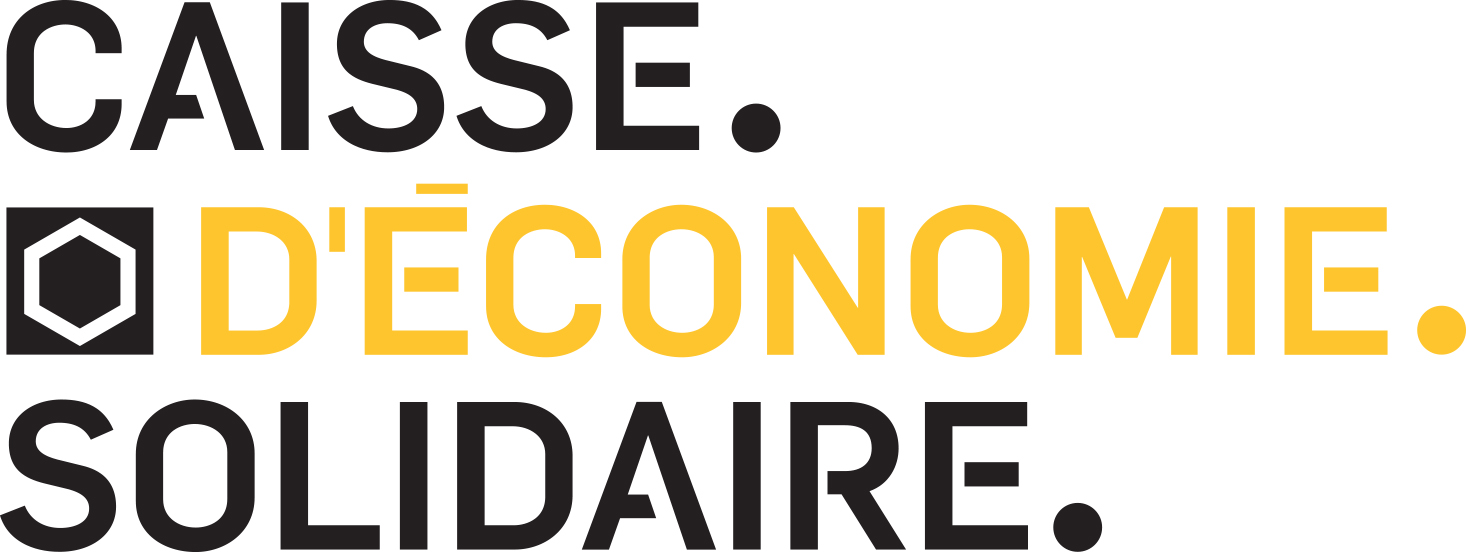 CAISSE.
D'ÉCONOMIE.
SOLIDAIRE.